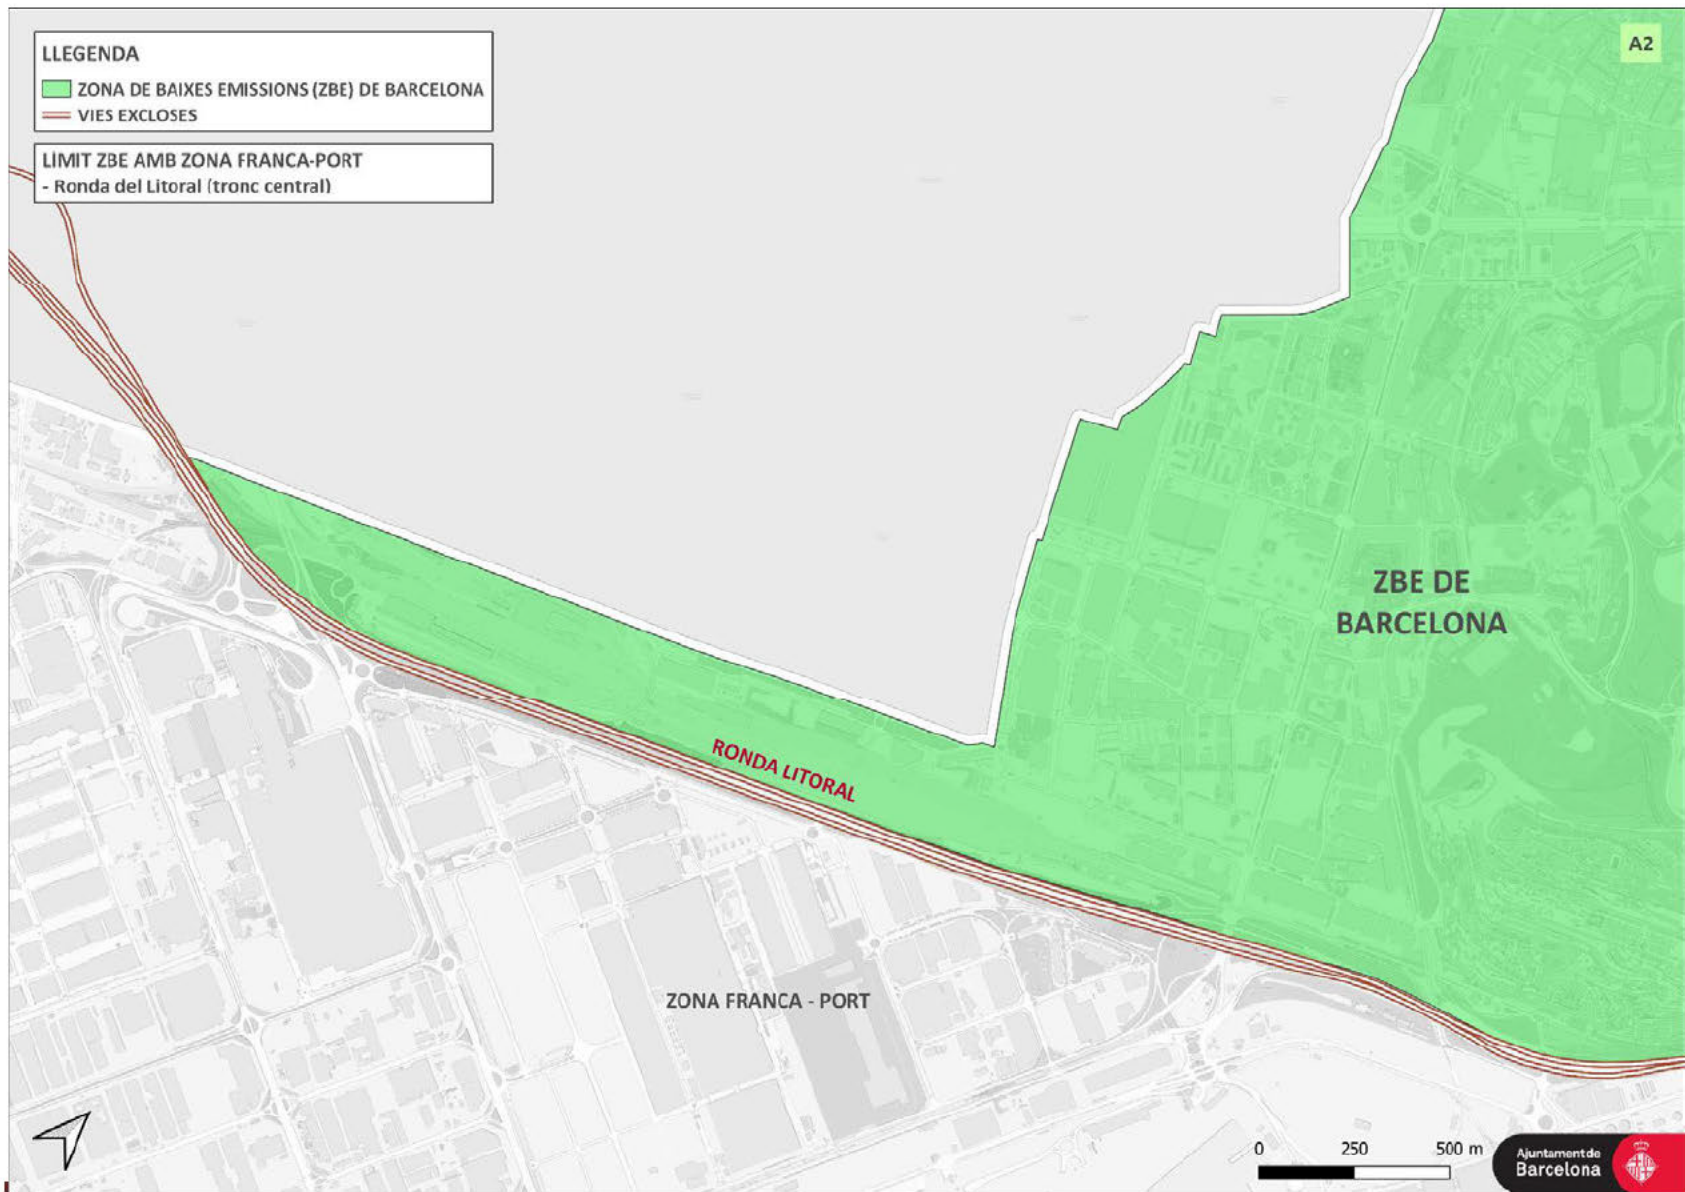 LLEGENDA
ZONA DE BAIXES EMISSIONS (ZBE) DE BARCELONA
VIES EXCLOSES
LÍMIT ZBE AMB ZONA FRANCA-PORT
- Ronda del Litoral (tronc central)
A2
ZBE DE
BARCELONA
RONDA LITORAL
ZONA FRANCA - PORT
0 250 500 m
Ajuntament de
Barcelona